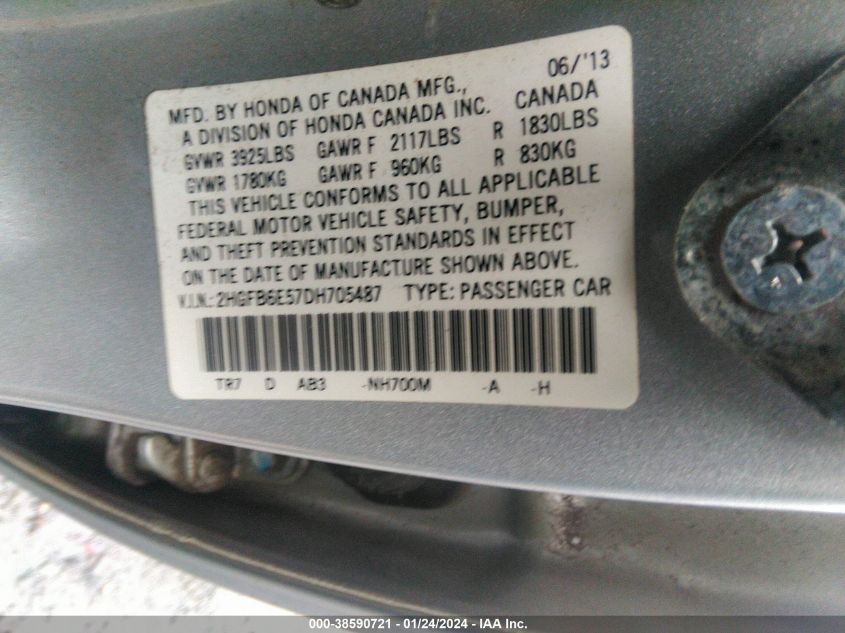 06/'13
MFD. BY HONDA OF CANADA MFG.,
A DIVISION OF HONDA CANADA INC. CANADA
GVWR 3925LBS GAWR F 2117LBS R 1830LBS
GVWR 1780KG GAWR F 960KG R 830KG
THIS VEHICLE CONFORMS TO ALL APPLICABLE
FEDERAL MOTOR VEHICLE SAFETY, BUMPER,
AND THEFT PREVENTION STANDARDS IN EFFECT
ON THE DATE OF MANUFACTURE SHOWN ABOVE.
V.I.N.: 2HGFB6E57DH705487 TYPE: PASSENGER CAR
TR7 D AB3 -NH700M -A -H
000-38590721 - 01/24/2024 - IAA Inc.